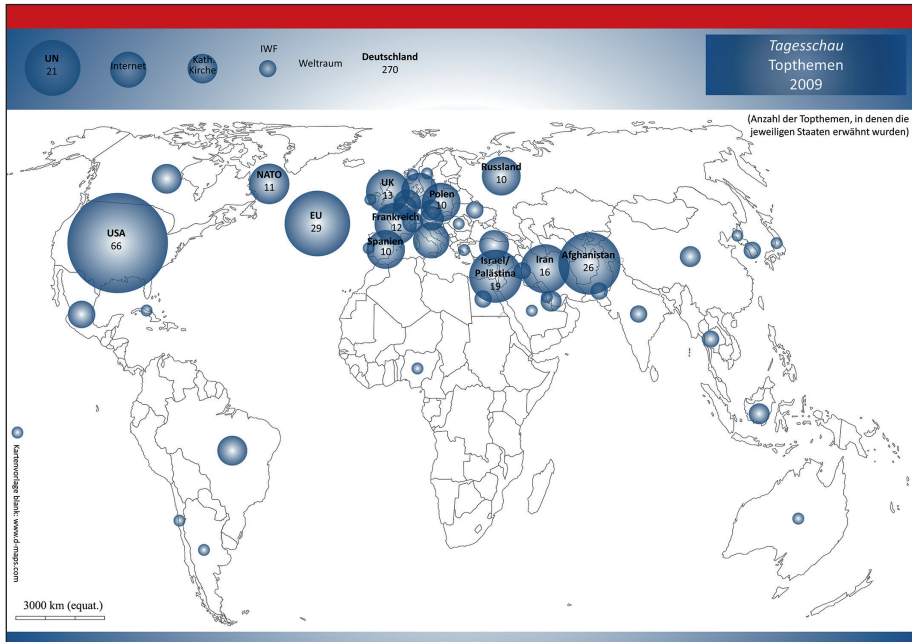 UN
21
Internet
Kath.
Kirche
IWF
Weltraum
Deutschland
270
Tagesschau
Topthemen
2009
(Anzahl der Topthemen, in denen die
jeweiligen Staaten erwähnt wurden)
NATO
11
UK
13
Polen
10
Russland
10
USA
66
EU
29
Frankreich
12
Spanien
10
Israel/
Palästina
19
Iran
16
Afghanistan
26
Kartenvorlage blank: www.d-maps.com
3000 km (equat.)